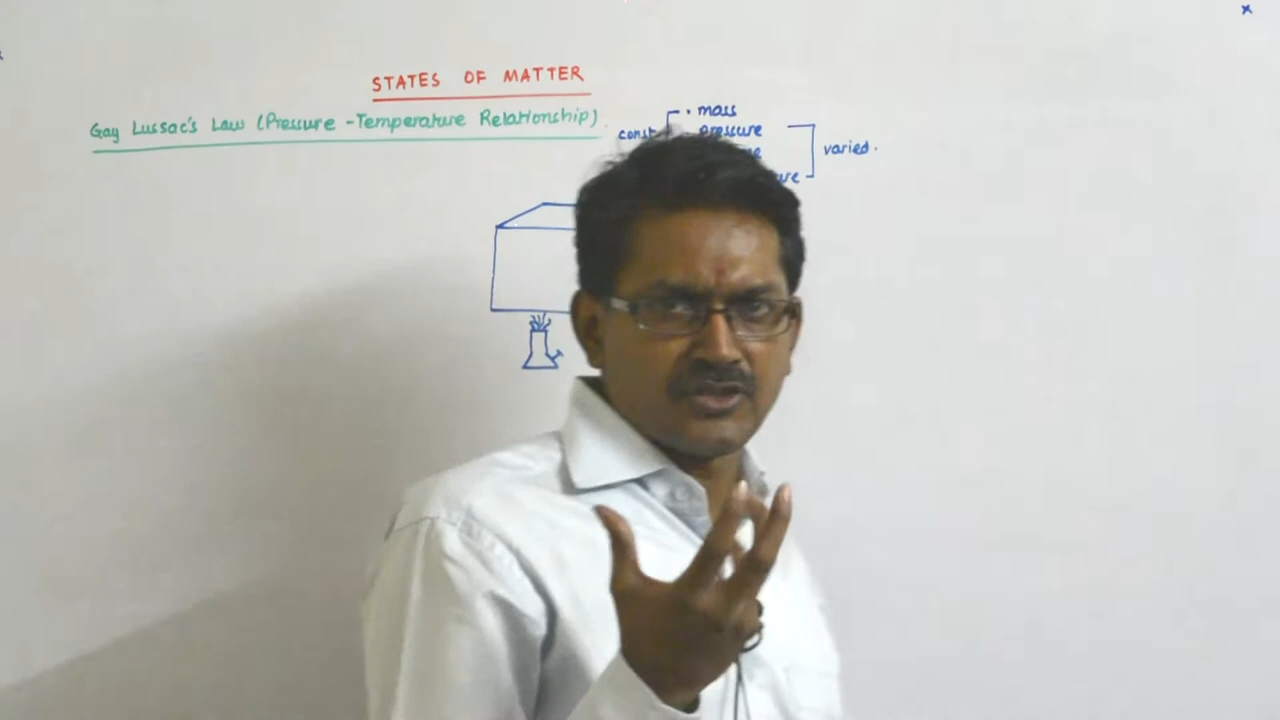 STATES OF MATTER
Gay Lussac's Law (Pressure - Temperature Relationship)
mass
const
pressure
varied.